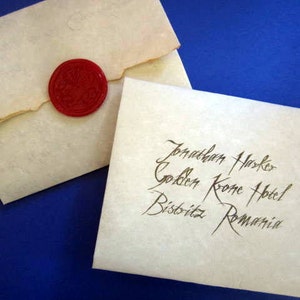 Jonathan Harker
Golden Krone Hotel
Bistritz Romania